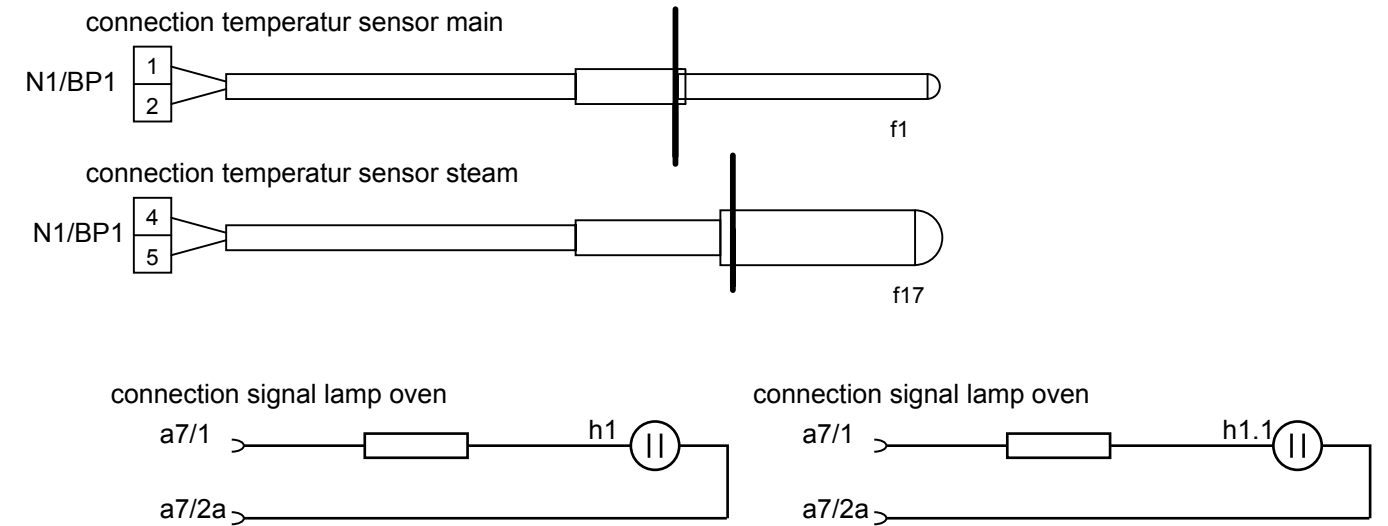 connection temperatur sensor main
N1/BP1
1
2
f1
connection temperatur sensor steam
N1/BP1
4
5
f17
connection signal lamp oven
a7/1
h1
a7/2a
connection signal lamp oven
a7/1
h1.1
a7/2a